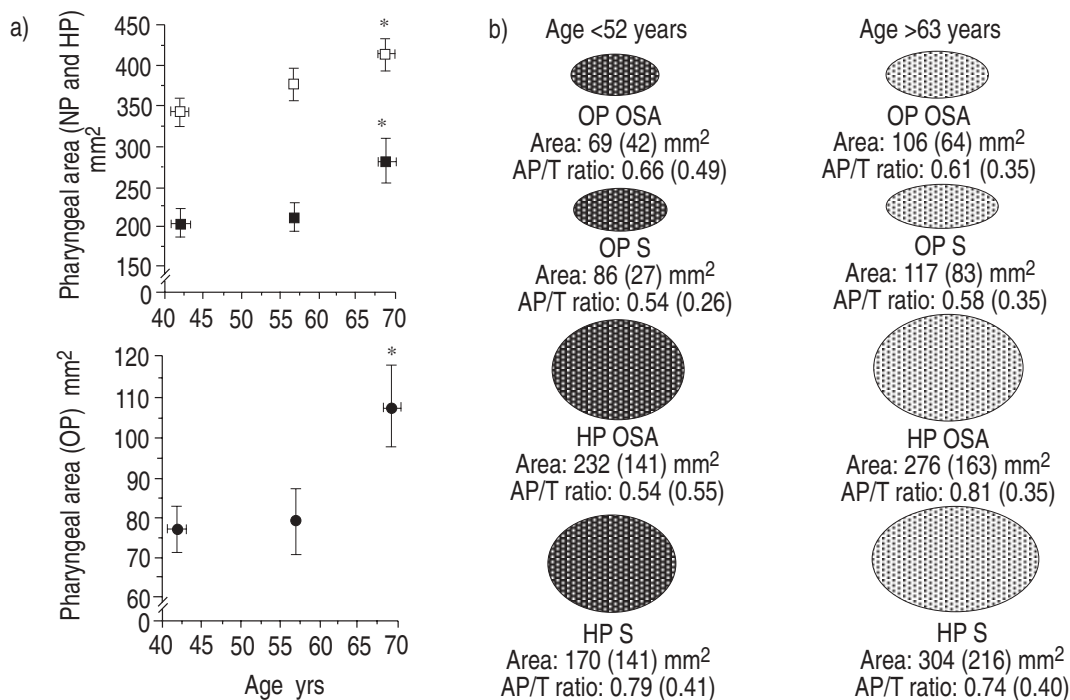 a)
450
400
350
300
250
200
150
0
Pharyngeal area (NP and HP)
mm2
*
*
40 45 50 55 60 65 70
120
110
100
90
80
70
60
0
Pharyngeal area (OP) mm2
*
40 45 50 55 60 65 70
Age yrs
b)
Age <52 years
OP OSA
Area: 69 (42) mm2
AP/T ratio: 0.66 (0.49)
OP S
Area: 86 (27) mm2
AP/T ratio: 0.54 (0.26)
HP OSA
Area: 232 (141) mm2
AP/T ratio: 0.54 (0.55)
HP S
Area: 170 (141) mm2
AP/T ratio: 0.79 (0.41)
Age >63 years
OP OSA
Area: 106 (64) mm2
AP/T ratio: 0.61 (0.35)
OP S
Area: 117 (83) mm2
AP/T ratio: 0.58 (0.35)
HP OSA
Area: 276 (163) mm2
AP/T ratio: 0.81 (0.35)
HP S
Area: 304 (216) mm2
AP/T ratio: 0.74 (0.40)